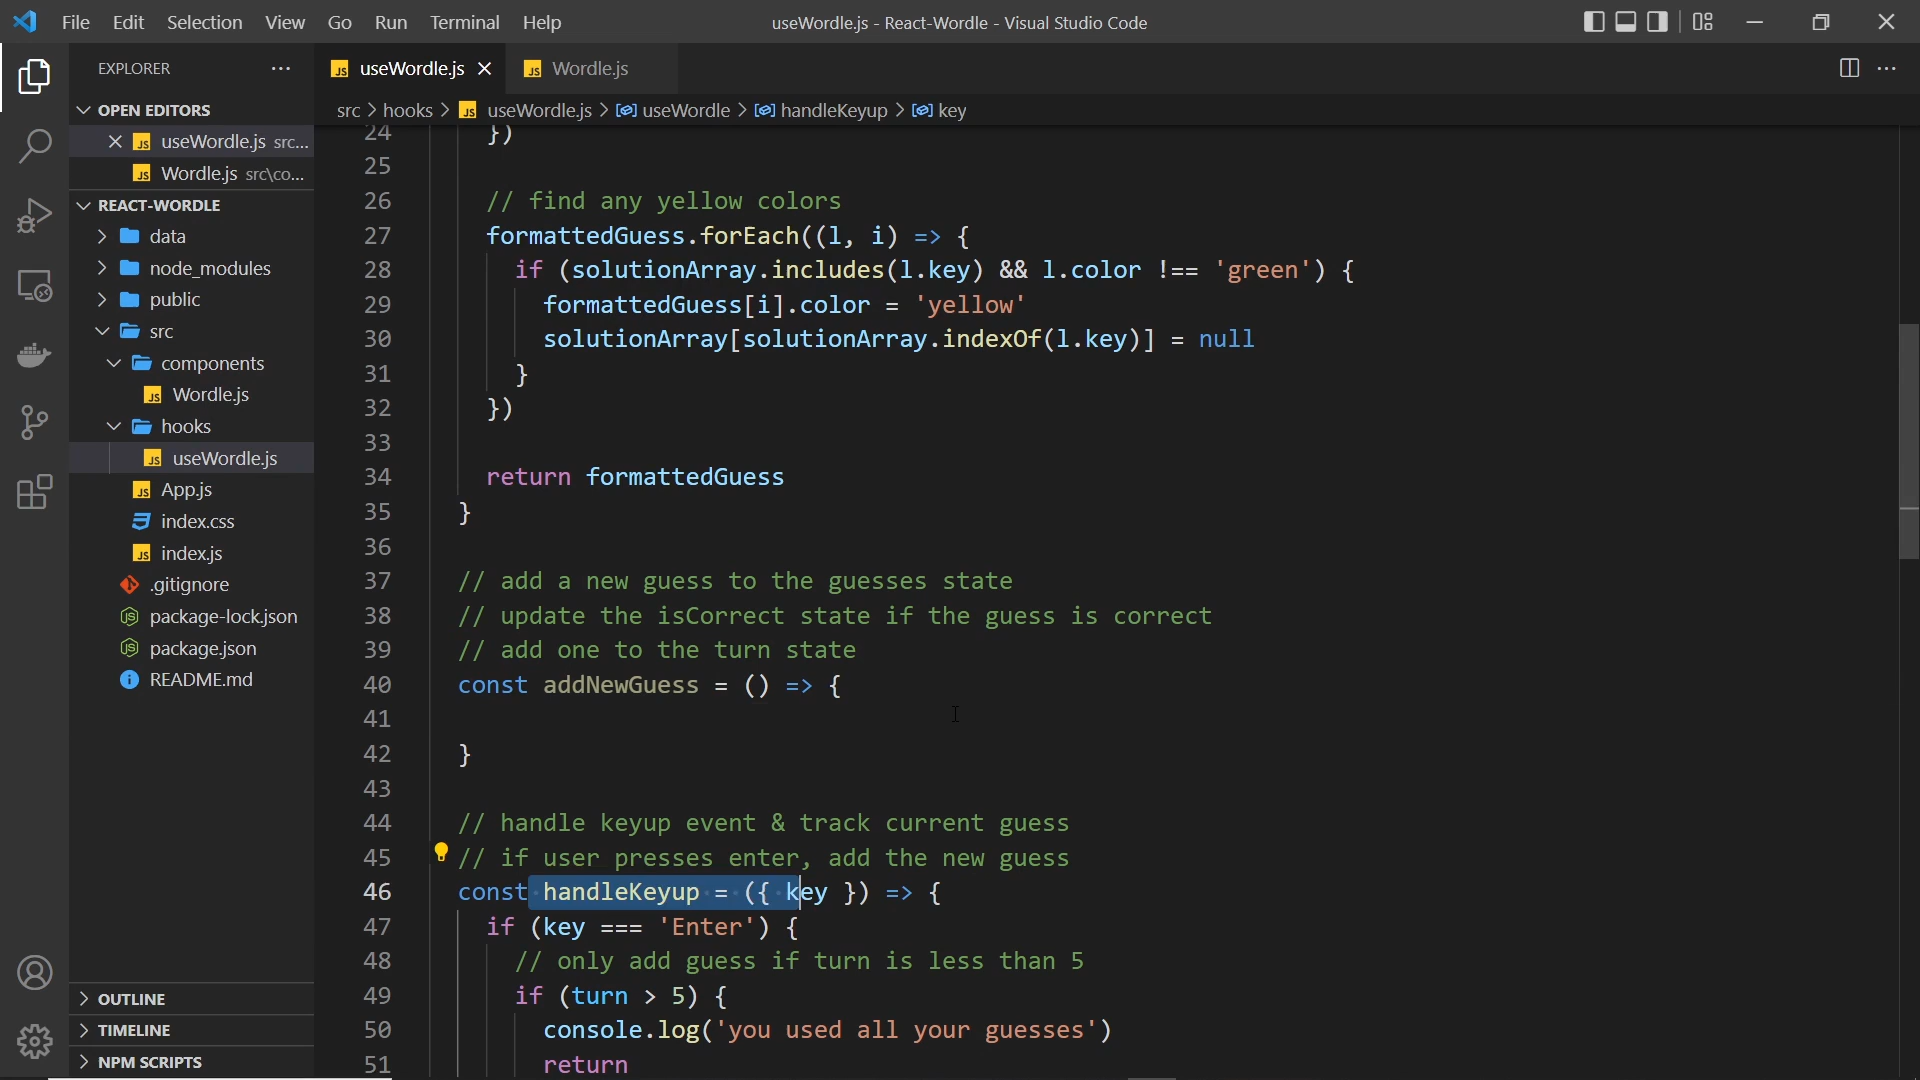 File Edit Selection View Go Run Terminal Help
useWordle.js - React-Wordle - Visual Studio Code
EXPLORER
OPEN EDITORS
useWordle.js src...
Wordle.js src\co...
REACT-WORDLE
data
node_modules
public
src
components
Wordle.js
hooks
useWordle.js
App.js
index.css
index.js
.gitignore
package-lock.json
package.json
README.md
OUTLINE
TIMELINE
NPM SCRIPTS
useWordle.js Wordle.js
src > hooks > useWordle.js > useWordle > handleKeyup > key
24 })
25
26 // find any yellow colors
27 formattedGuess.forEach((l, i) => {
28 if (solutionArray.includes(l.key) && l.color !== 'green') {
29 formattedGuess[i].color = 'yellow'
30 solutionArray[solutionArray.indexOf(l.key)] = null
31 }
32 })
33
34 return formattedGuess
35 }
36
37 // add a new guess to the guesses state
38 // update the isCorrect state if the guess is correct
39 // add one to the turn state
40 const addNewGuess = () => {
41
42 }
43
44 // handle keyup event & track current guess
45 // if user presses enter, add the new guess
46 const handleKeyup = ({ key }) => {
47 if (key === 'Enter') {
48 // only add guess if turn is less than 5
49 if (turn > 5) {
50 console.log('you used all your guesses')
51 return